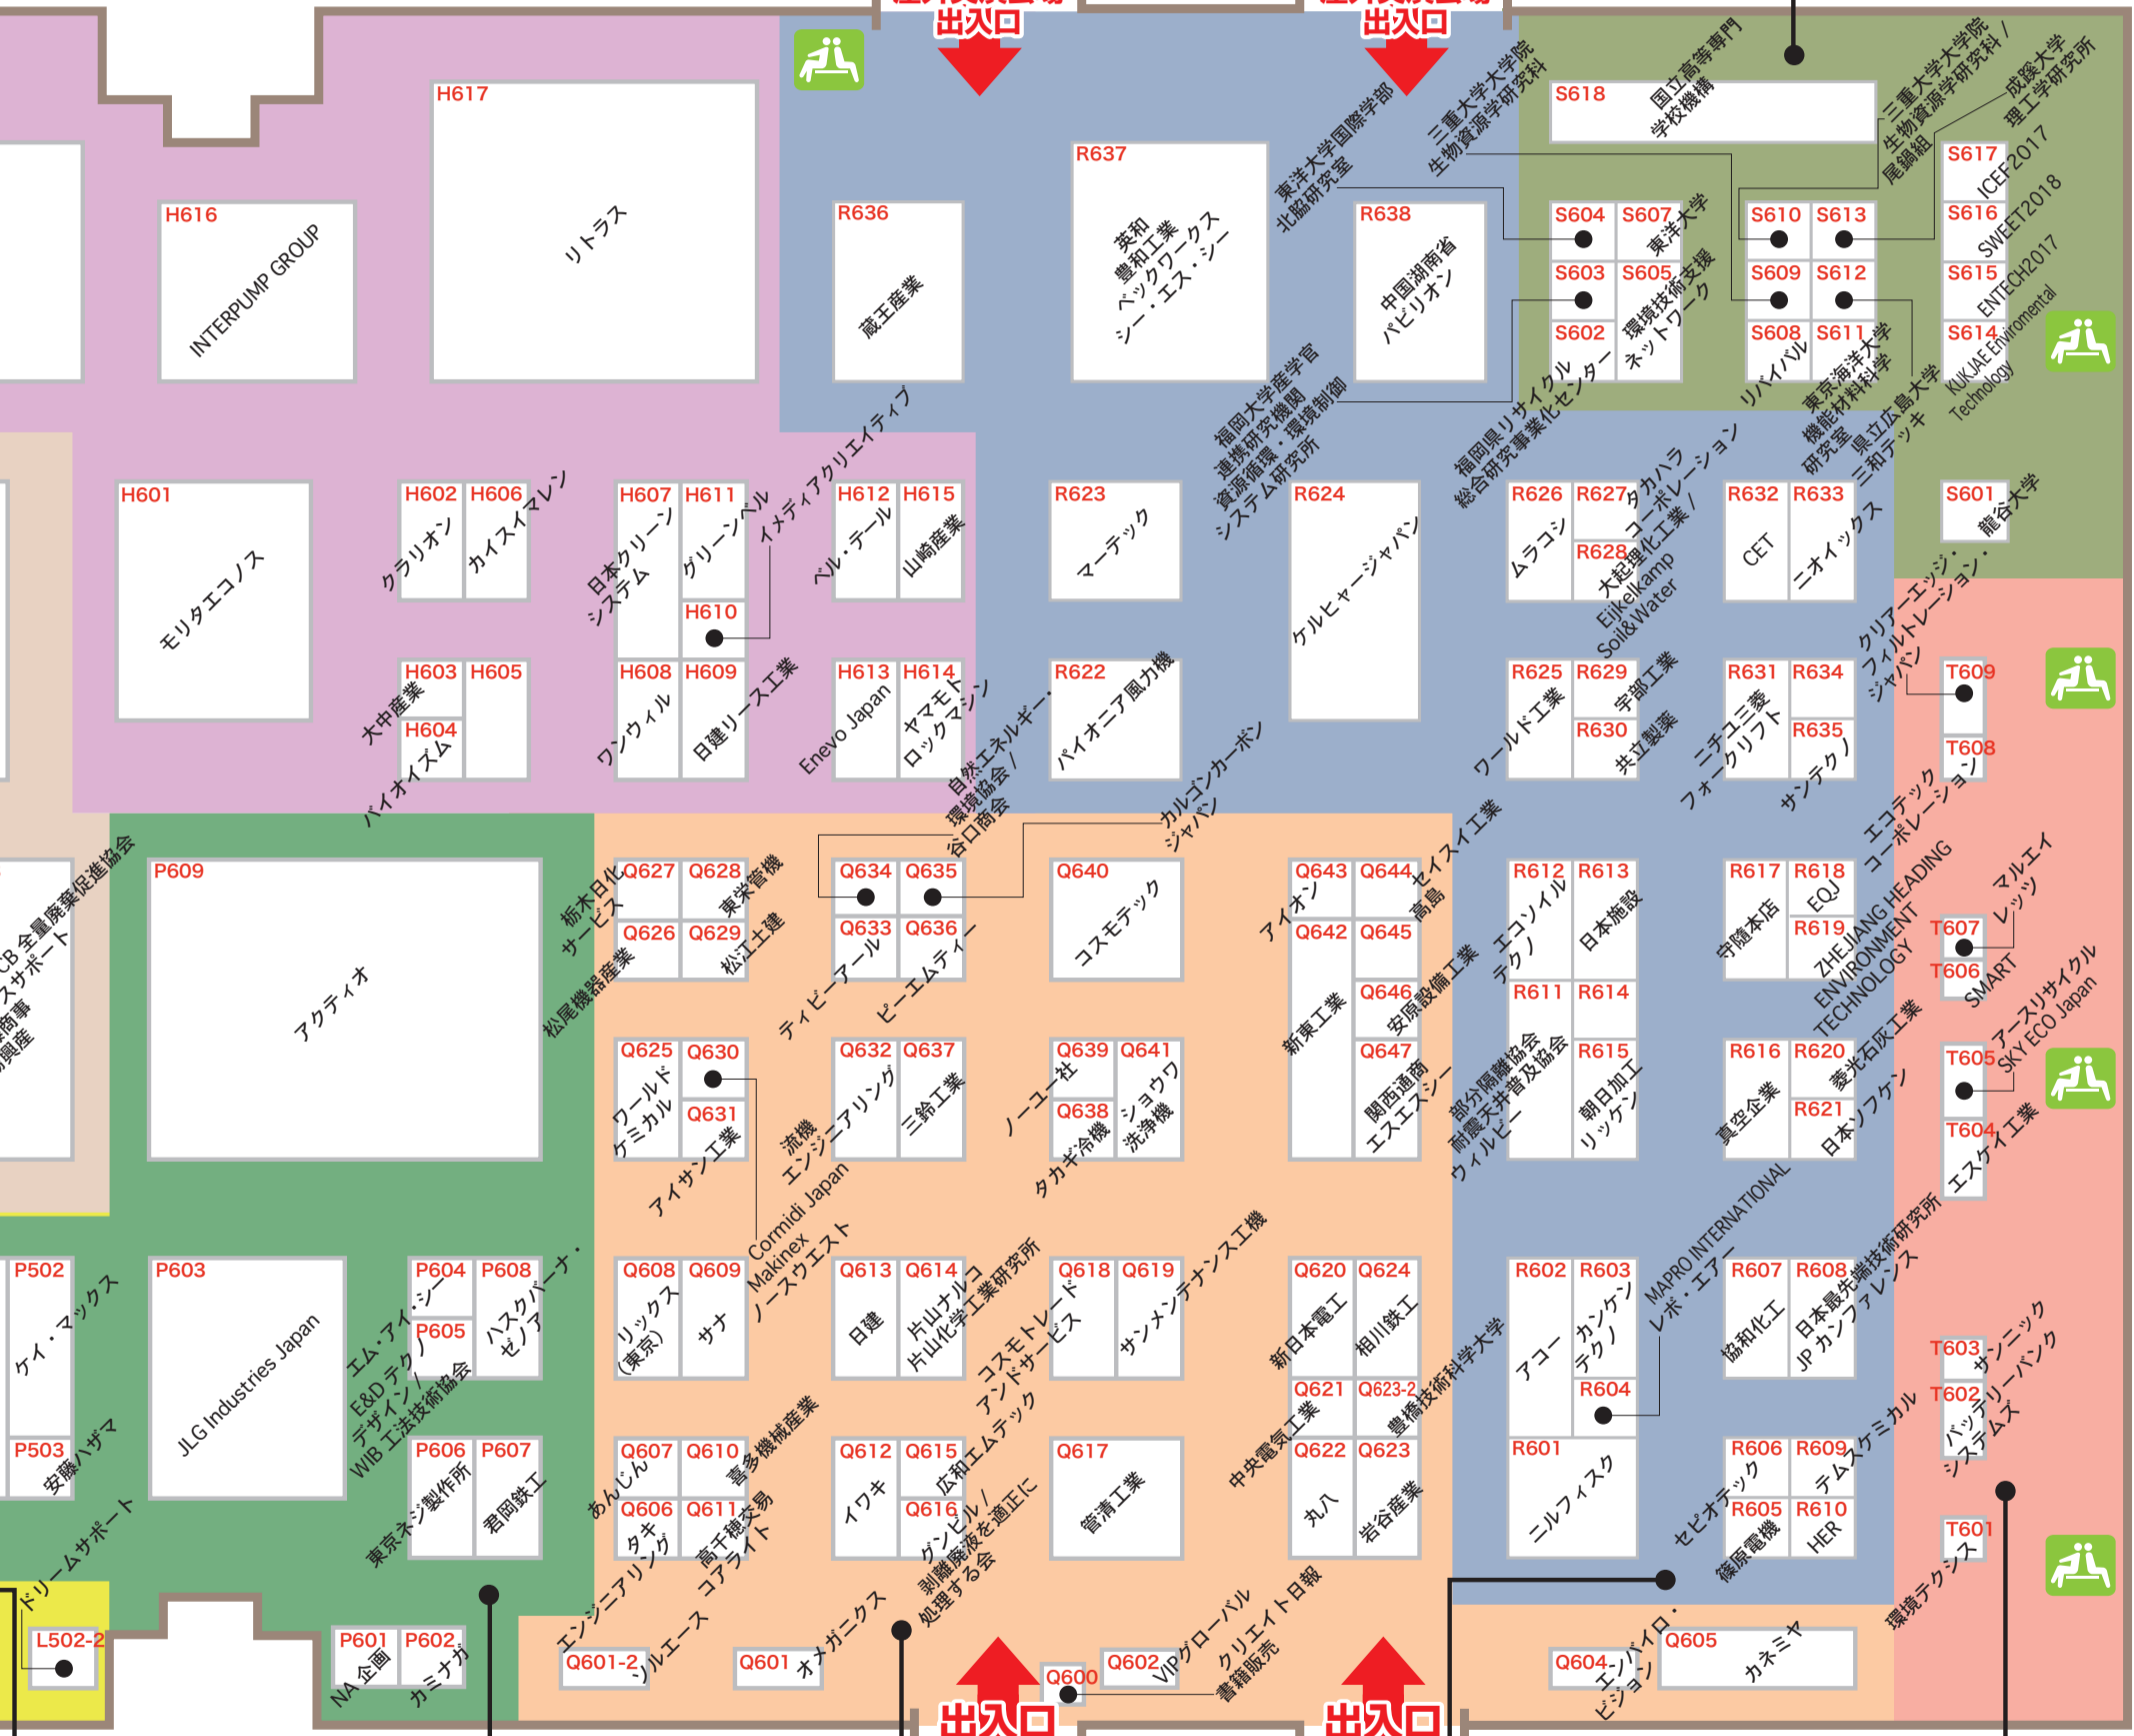 出入口
出入口
H617
リトラス
H616
INTERPUMP GROUP
R636
蔵王産業
R637
英和
豊和工業
ベックワークス
シー・エス・シー
R638
中国湖南省
パビリオン
東洋大学国際学部
北脇研究室
三重大学大学院
生物資源学研究科
S618
国立高等専門
学校機構
三重大学大学院
生物資源学研究科 /
尾鍋組
成蹊大学
理工学研究所
S617
ICEF2017
S616
SWEET2018
S615
ENTECH2017
S614
KUKJAE Enviromental
Technology
S604
S607
東洋大学
S603
S605
環境技術支援
ネットワーク
S602
福岡県リサイクル
総合研究事業化センター
福岡大学産学官
連携研究機関
資源循環・環境制御
システム研究所
S610
S613
S609
S612
S608
リバイバル
S611
東京海洋大学
機能材料科学
研究室
県立広島大学
三和テッキ
S601
龍谷大学
H601
モリタエコノス
H602
クラリオン
H606
カイスイマレン
H603
大中産業
H604
バイオイズム
H605
H607
日本クリーン
システム
H611
グリーンベル
H610
イメディアクリエイティブ
H608
ワンウィル
H609
日建リース工業
H612
ベル・テール
H615
山崎産業
H613
Enevo Japan
H614
ヤマモト
ロックマシン
R623
マーテック
R622
パイオニア風力機
R624
ケルヒャージャパン
R626
ムラコシ
R627
タカハラ
コーポレーション
R628
大起理化工業 /
Eijkelkamp
Soil&Water
R625
ワールド工業
R629
宇部工業
R630
共立製薬
R632
CET
R633
ニオイックス
R631
ニチユ三菱
フォークリフト
R634
R635
サンテクノ
クリアーエッジ・
フィルトレーション・
ジャパン
T609
T608
エコテック
コーポレーション
自然エネルギー・
環境協会 /
谷口商会
カルゴンカーボン
ジャパン
P609
アクティオ
CB 全量廃棄促進協会
スサポート
商事
興産
Q627
栃木日化
サービス
Q628
東栄管機
Q626
松尾機器産業
Q629
松江土建
Q634
Q635
Q633
ティビーアール
Q636
ピーエムティー
Q640
コスモテック
Q643
アイオン
Q644
セイスイ工業
高島
Q642
新東工業
Q645
Q646
安原設備工業
Q647
関西通商
エスエスシー
R612
エコソイル
テクノ
R613
日本施設
R611
部分隔離協会
耐震天井普及協会
ウィルビー
R614
R615
朝日加工
リッケン
R617
守隨本店
R618
EQJ
R619
ZHEJIANG HEADING
ENVIRONMENT
TECHNOLOGY
R616
真空企業
R620
菱光石灰工業
R621
日本ソフケン
T607
マルエイ
レッツ
T606
SMART
T605
アースリサイクル
SKY ECO Japan
T604
エスケイ工業
Q625
ワールド
ケミカル
Q630
Cormidi Japan
Makinex
ノースウエスト
Q631
アイサン工業
Q632
流機
エンジニアリング
Q637
三鈴工業
Q639
ノーユー社
Q641
ショウワ
洗浄機
Q638
タカギ冷機
P502
ケイ・マックス
P503
安藤ハザマ
P603
JLG Industries Japan
P604
エム・アイ・シー
P608
ハスクバーナ・
ゼノア
P605
E&D テクノ
デザイン /
WIB 工法技術協会
P606
東京ネジ製作所
P607
君岡鉄工
Q608
リックス
(東京)
Q609
サナ
Q613
日建
Q614
片山ナルコ
片山化学工業研究所
Q618
コスモトレード
アンドサービス
Q619
サンメンテナンス工機
Q620
新日本電工
Q624
相川鉄工
Q621
中央電気工業
Q623-2
豊橋技術科学大学
Q622
丸八
Q623
岩谷産業
Q607
あんじん
Q610
喜多機械産業
Q606
タキ
エンジニアリング
Q611
高千穂交易
コアライト
Q612
イワキ
Q615
広和エムテック
Q616
グンビル /
剥離廃液を適正に
処理する会
Q617
管清工業
R602
アコー
R603
カンケン
テクノ
R604
MAPRO INTERNATIONAL
レボ・エアー
R601
ニルフィスク
R607
協和化工
R608
日本最先端技術研究所
JP カンファレンス
R606
セピオテック
R609
テムスケミカル
R605
篠原電機
R610
HER
T603
サンニック
T602
バッテリーバンク
システムズ
T601
環境テクシス
ドリームサポート
L502-2
P601
NA 企画
P602
カミナガ
Q601-2
ソルエース
Q601
オメガニクス
Q600
クリエイト日報
書籍販売
Q602
VIPグローバル
Q604
エンバイロ・
ビジョン
Q605
カネミヤ
出入口
出入口